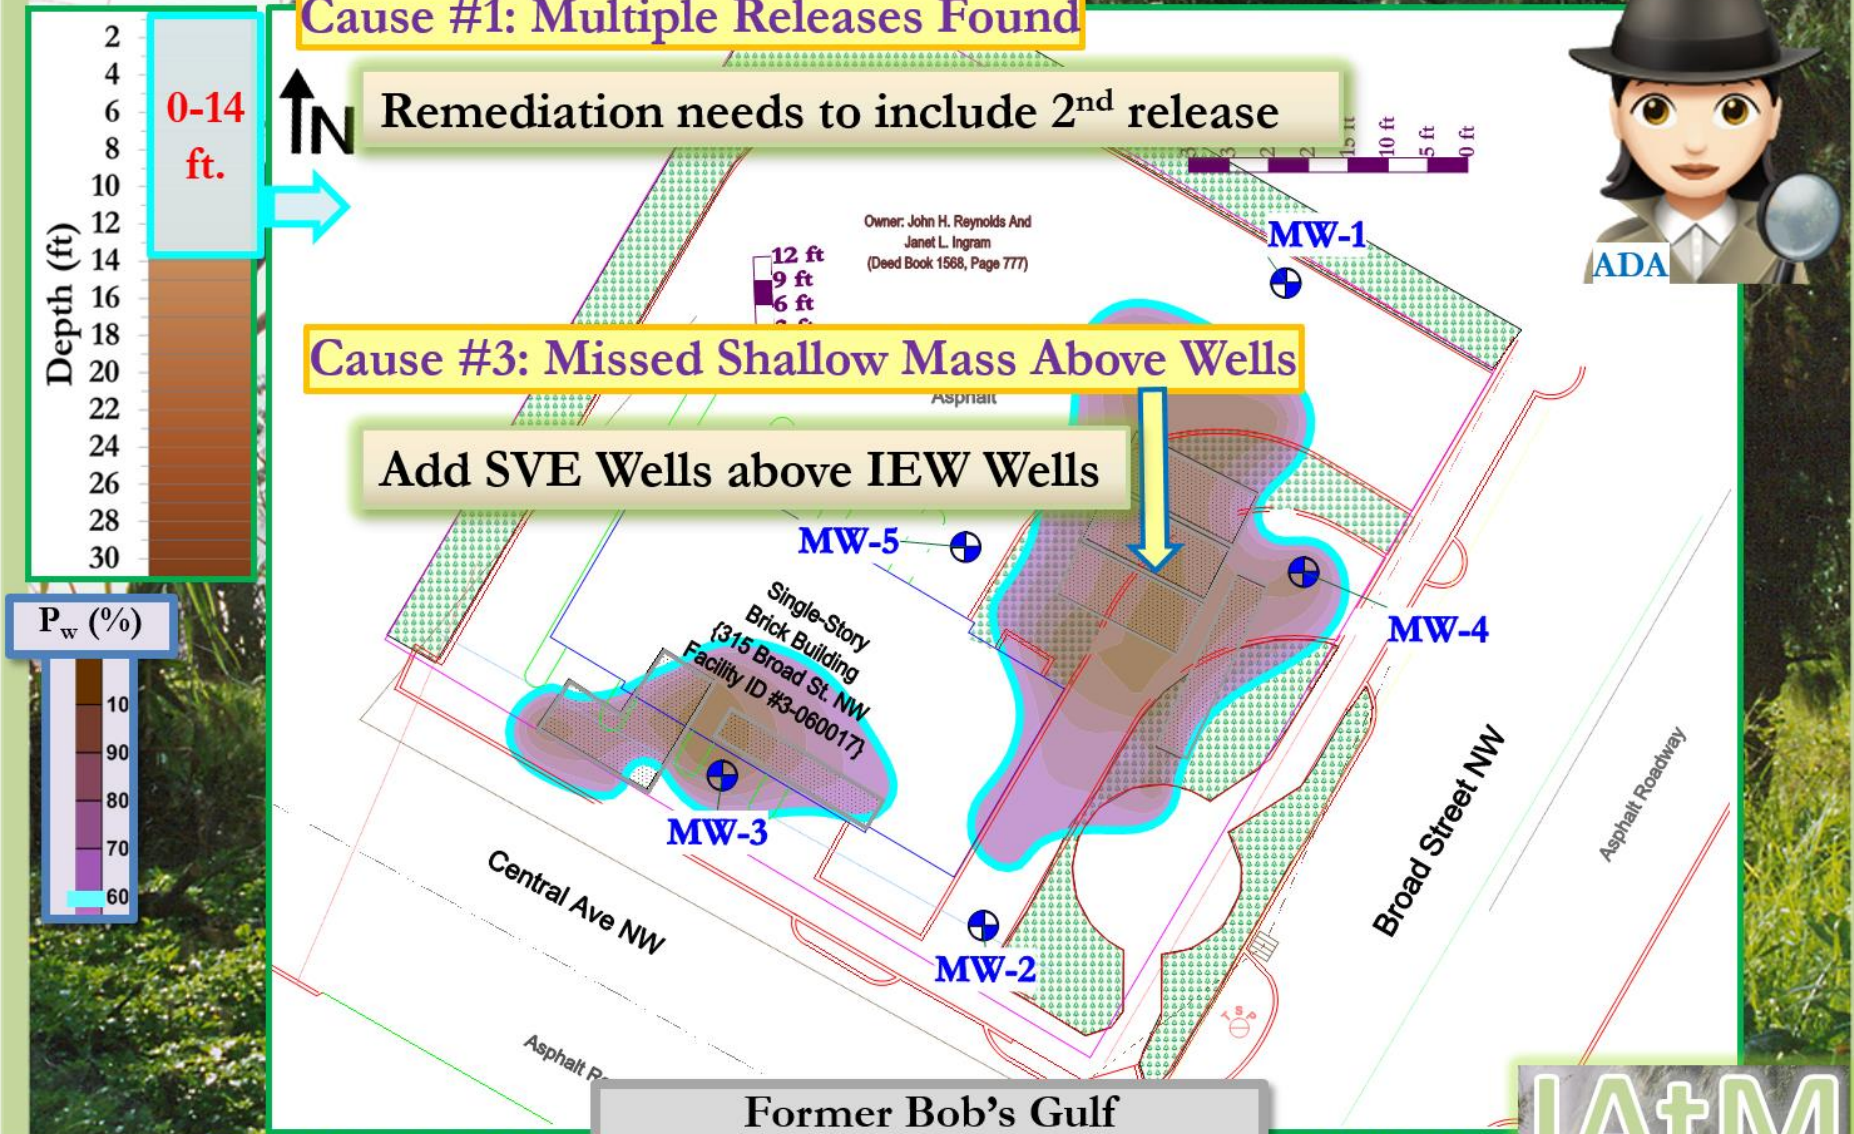 Cause #1: Multiple Releases Found
Remediation needs to include 2nd release
2
4
6
8
10
12
14
16
18
20
22
24
26
28
30
Depth (ft)
0-14
ft.
N
15 ft
10 ft
5 ft
0 ft
Owner: John H. Reynolds And
Janet L. Ingram
(Deed Book 1568, Page 777)
12 ft
9 ft
6 ft
MW-1
ADA
Cause #3: Missed Shallow Mass Above Wells
Asphalt
Add SVE Wells above IEW Wells
MW-5
MW-4
Single-Story
Brick Building
{315 Broad St. NW
Facility ID #3-060017}
Pw (%)
10
90
80
70
60
MW-3
MW-2
Central Ave NW
Broad Street NW
Asphalt Roadway
Asphalt
T S P
Former Bob's Gulf
IAtM